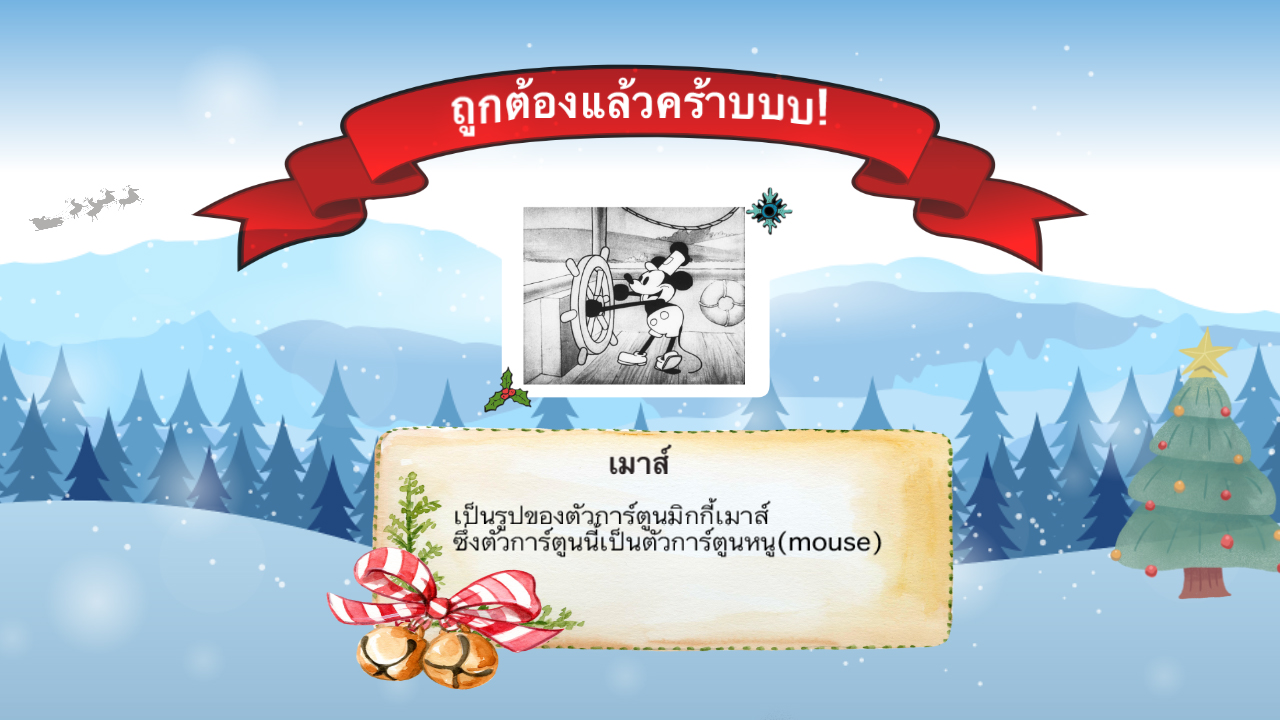 ถูกต้องแล้วคร้าบบบ!
เมาส์
เป็นรูปของตัวการ์ตูนมิกกี้เมาส์
ซึ่งตัวการ์ตูนนี้เป็นตัวการ์ตูนหนู(mouse)